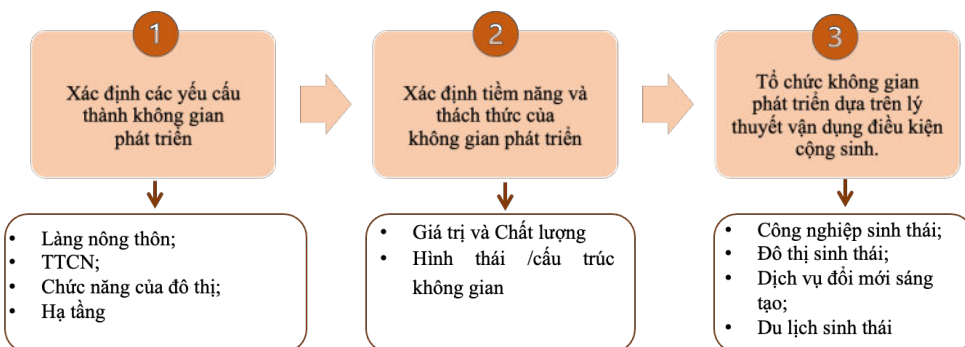 1
Xác định các yếu cấu
thành không gian
phát triển
• Làng nông thôn;
• TTCN;
• Chức năng của đô thị;
• Hạ tầng
2
Xác định tiềm năng và
thách thức của
không gian phát triển
• Giá trị và Chất lượng
• Hình thái /cấu trúc
không gian
3
Tổ chức không gian
phát triển dựa trên lý
thuyết vận dụng điều kiện
cộng sinh.
• Công nghiệp sinh thái;
• Đô thị sinh thái;
• Dịch vụ đổi mới sáng
tạo;
• Du lịch sinh thái